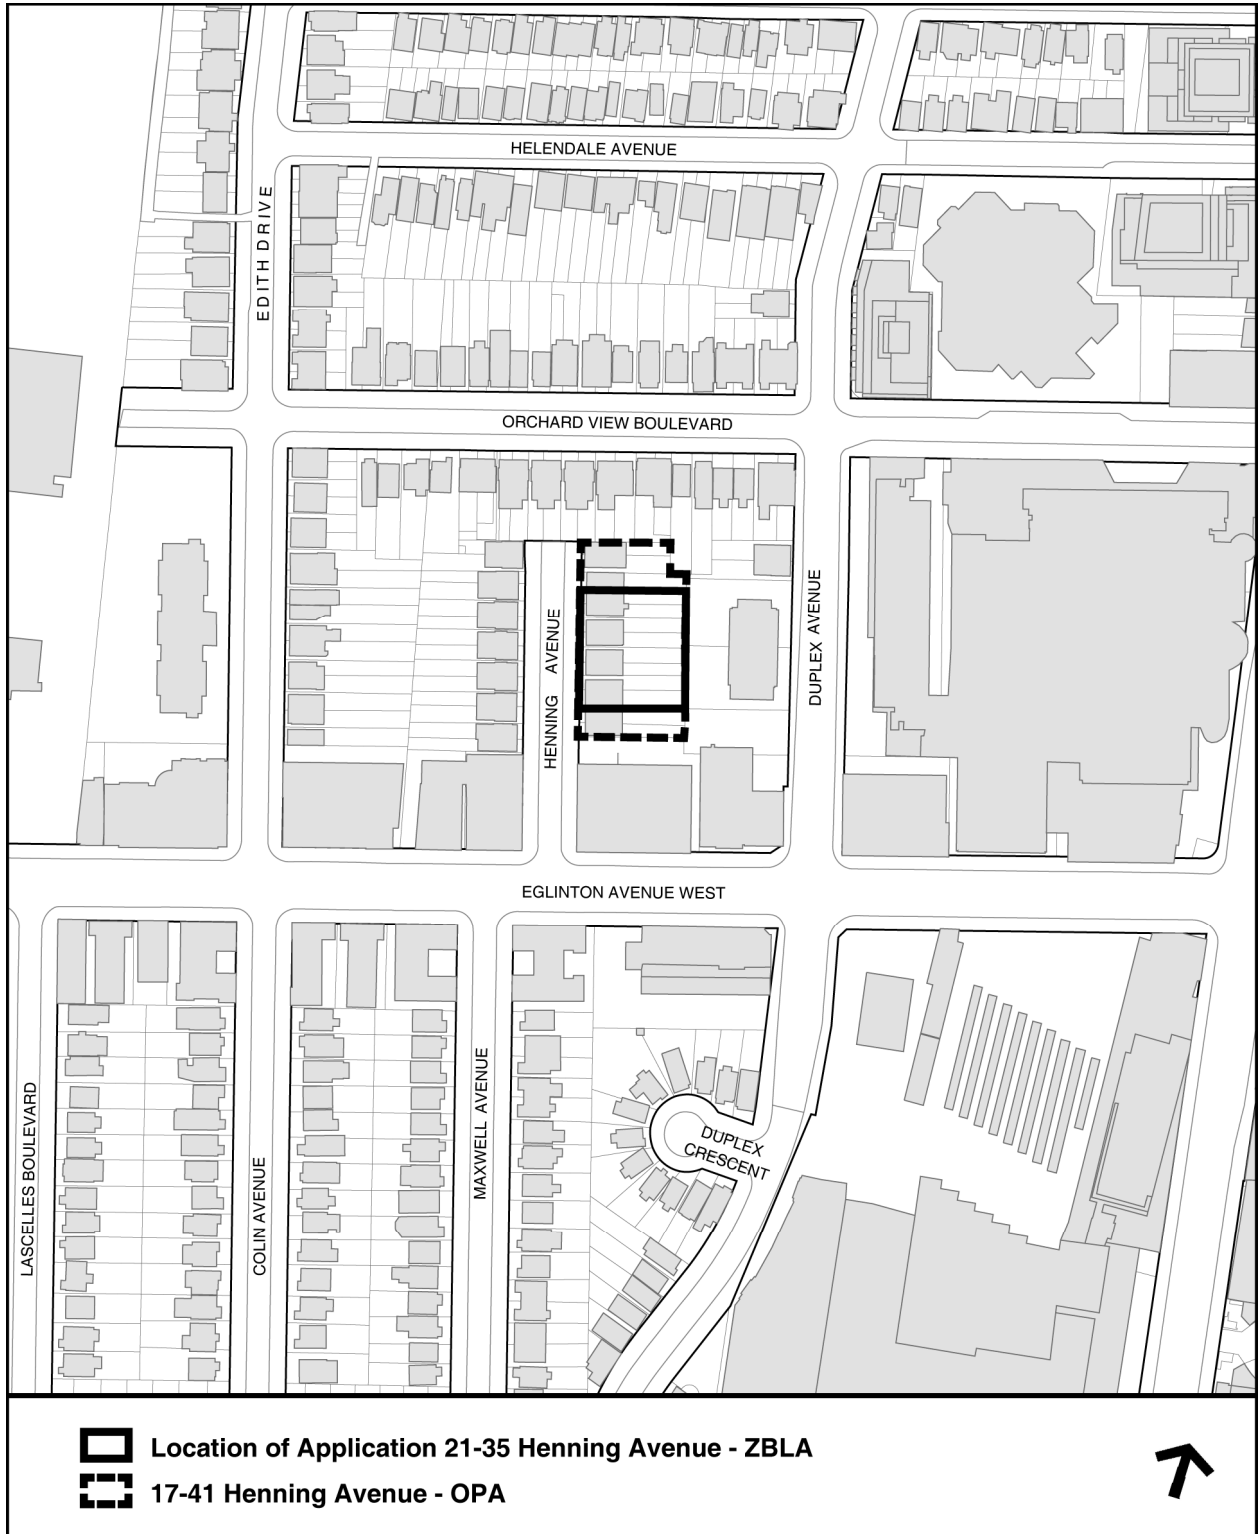 HELENDALE AVENUE
EDITH DRIVE
ORCHARD VIEW BOULEVARD
HENNING AVENUE
DUPLEX AVENUE
EGLINTON AVENUE WEST
LASCELLES BOULEVARD
COLIN AVENUE
MAXWELL AVENUE
DUPLEX
CRESCENT
Location of Application 21-35 Henning Avenue - ZBLA
17-41 Henning Avenue - OPA